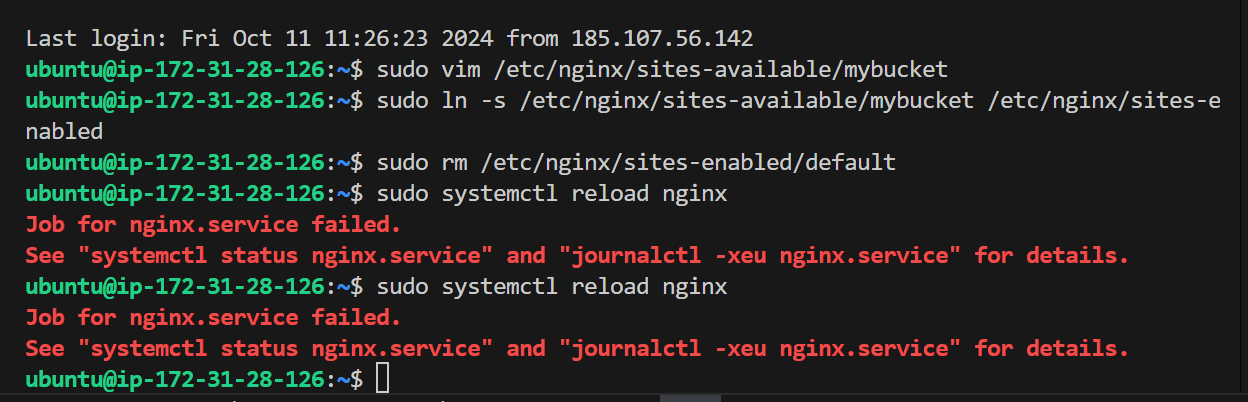 Last login: Fri Oct 11 11:26:23 2024 from 185.107.56.142
ubuntu@ip-172-31-28-126:~$ sudo vim /etc/nginx/sites-available/mybucket
ubuntu@ip-172-31-28-126:~$ sudo ln -s /etc/nginx/sites-available/mybucket /etc/nginx/sites-e
nabled
ubuntu@ip-172-31-28-126:~$ sudo rm /etc/nginx/sites-enabled/default
ubuntu@ip-172-31-28-126:~$ sudo systemctl reload nginx
Job for nginx.service failed.
See "systemctl status nginx.service" and "journalctl -xeu nginx.service" for details.
ubuntu@ip-172-31-28-126:~$ sudo systemctl reload nginx
Job for nginx.service failed.
See "systemctl status nginx.service" and "journalctl -xeu nginx.service" for details.
ubuntu@ip-172-31-28-126:~$